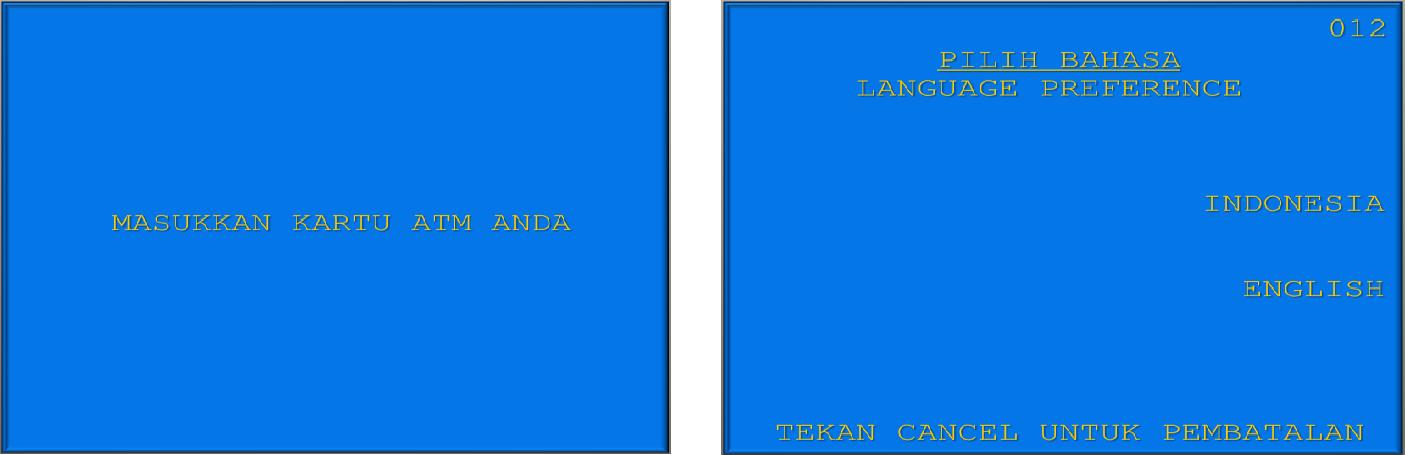 MASUKKAN KARTU ATM ANDA
012
PILIH BAHASA
LANGUAGE PREFERENCE
INDONESIA
ENGLISH
TEKAN CANCEL UNTUK PEMBATALAN